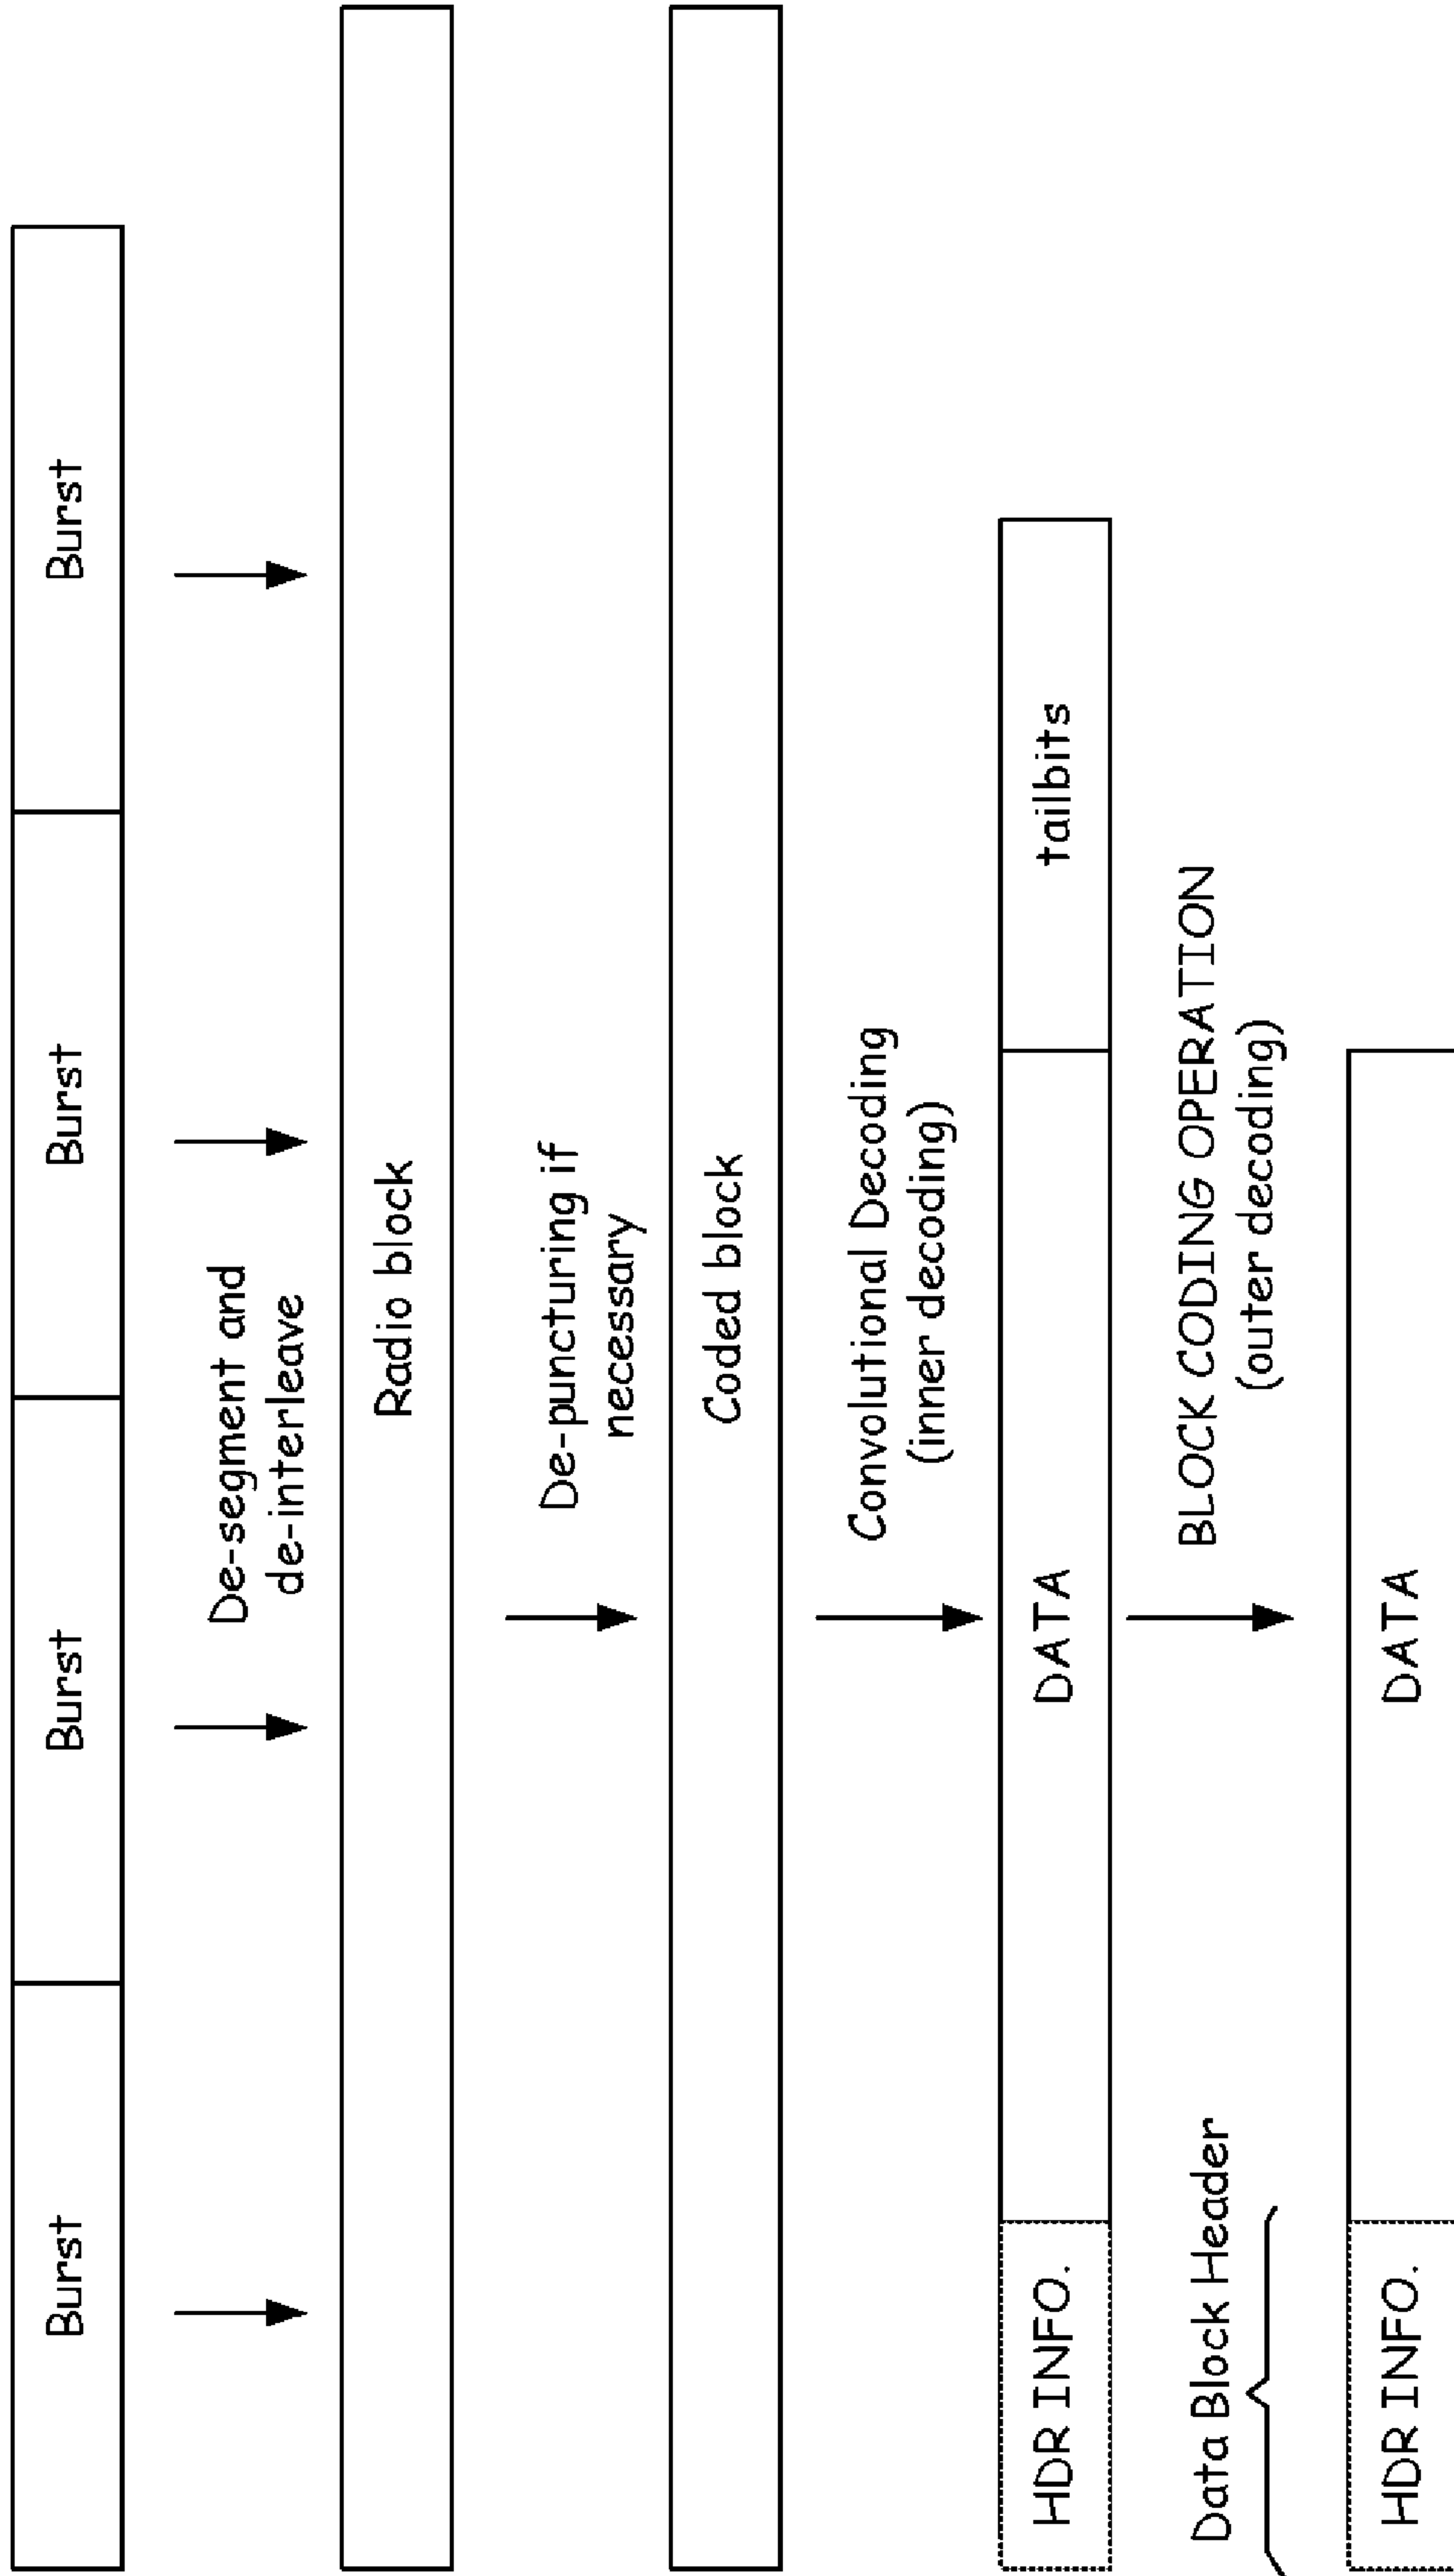 Burst
Burst
Burst
Burst
De-segment and
de-interleave
Radio block
De-puncturing if
necessary
Coded block
Convolutional Decoding
(inner decoding)
HDR INFO.
DATA
tailbits
Data Block Header
BLOCK CODING OPERATION
(outer decoding)
HDR INFO.
DATA